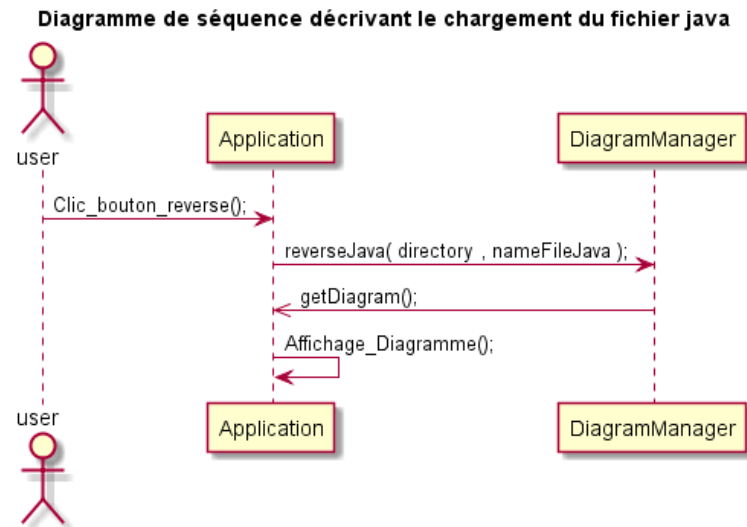 Diagramme de séquence décrivant le chargement du fichier java
user
Application
DiagramManager
Clic_bouton_reverse();
reverseJava( directory , nameFileJava );
getDiagram();
Affichage_Diagramme();
user
Application
DiagramManager